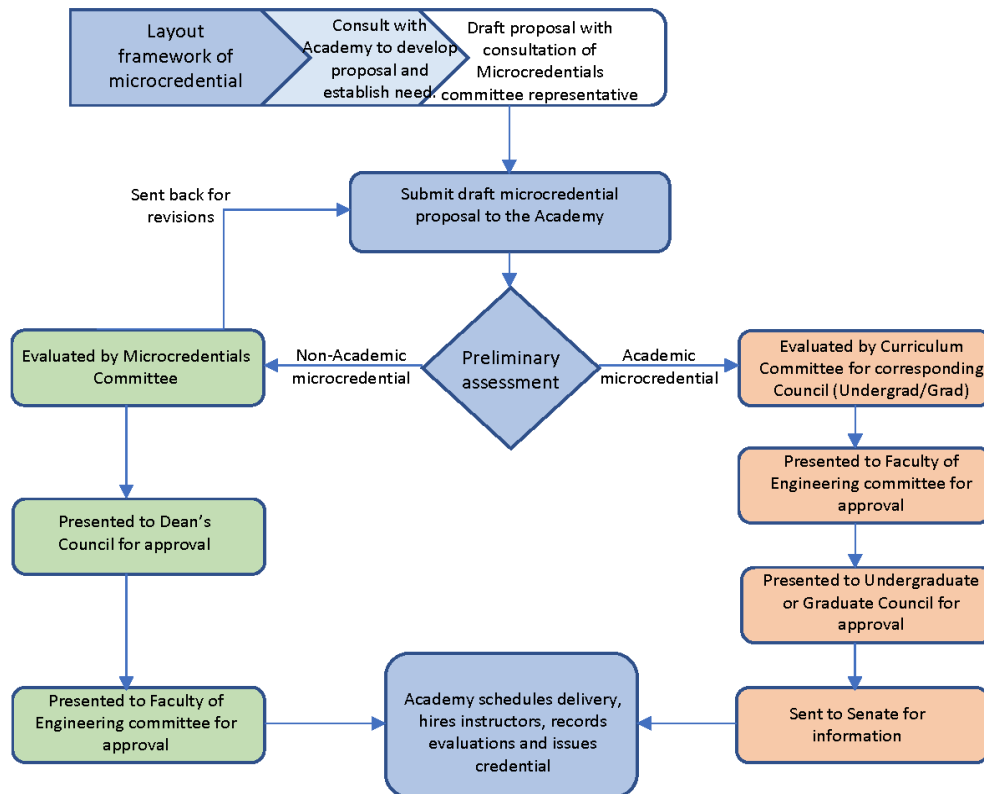 Layout
framework of
microcredential
Consult with
Academy to develop
proposal and
establish need.
Draft proposal with
consultation of
Microcredentials
committee representative
Sent back for
revisions
Submit draft microcredential
proposal to the Academy
Evaluated by Microcredentials
Committee
Non-Academic
microcredential
Preliminary
assessment
Academic
microcredential
Evaluated by Curriculum
Committee for corresponding
Council (Undergrad/Grad)
Presented to Faculty of
Engineering committee for
approval
Presented to Dean’s
Council for approval
Presented to Undergraduate
or Graduate Council for
approval
Presented to Faculty of
Engineering committee for
approval
Academy schedules delivery,
hires instructors, records
evaluations and issues
credential
Sent to Senate for
information